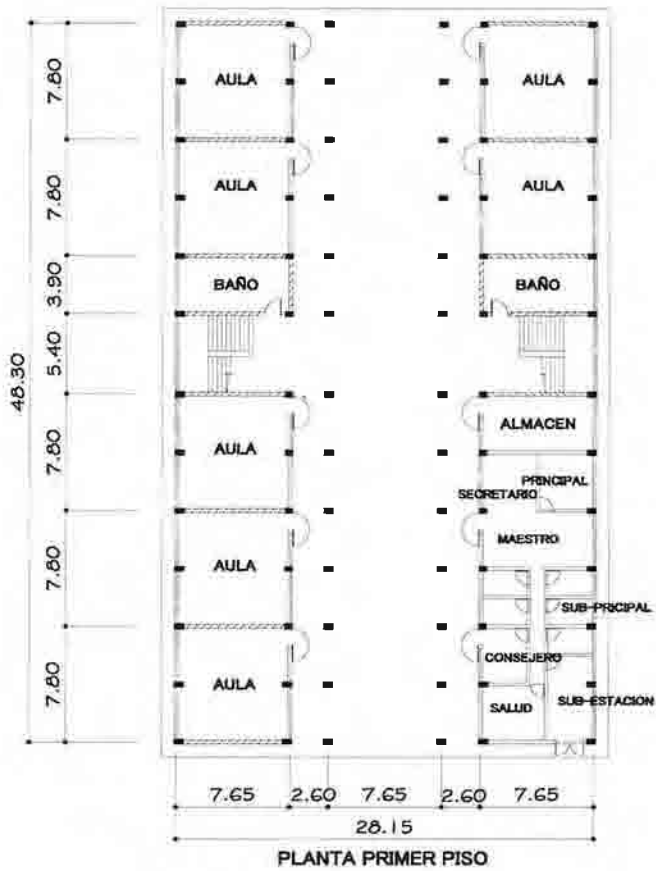 7.80
AULA AULA
7.80
AULA AULA
3.90
BAÑO BAÑO
5.40
48.30
7.80
AULA
ALMACEN
PRINCIPAL
SECRETARIO
7.80
AULA
MAESTRO
SUB-PRICIPAL
7.80
AULA
CONSEJERO
SALUD
SUB-ESTACION
7.65 2.60 7.65 2.60 7.65
28.15
PLANTA PRIMER PISO